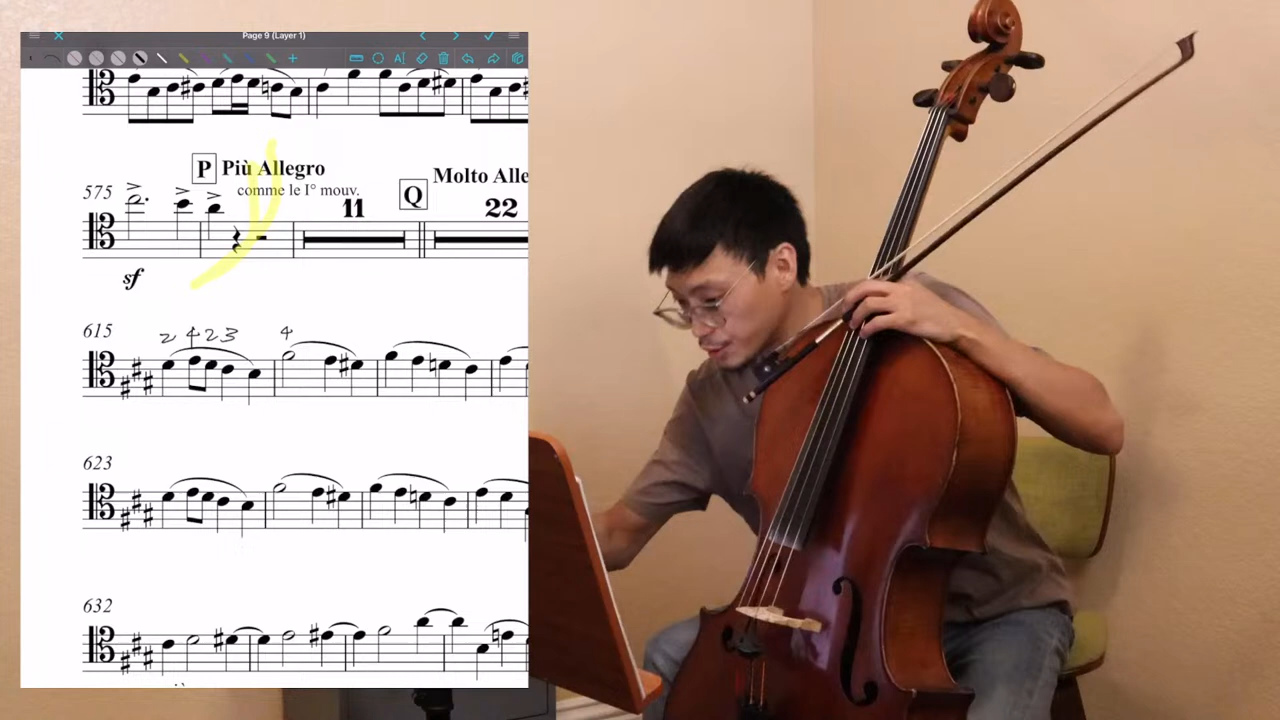 Page 9 (Layer 1)
P Più Allegro
comme le I° mouv.
Q Molto Alle
575
11
22
sf
615
2 4 2 3 4
623
632